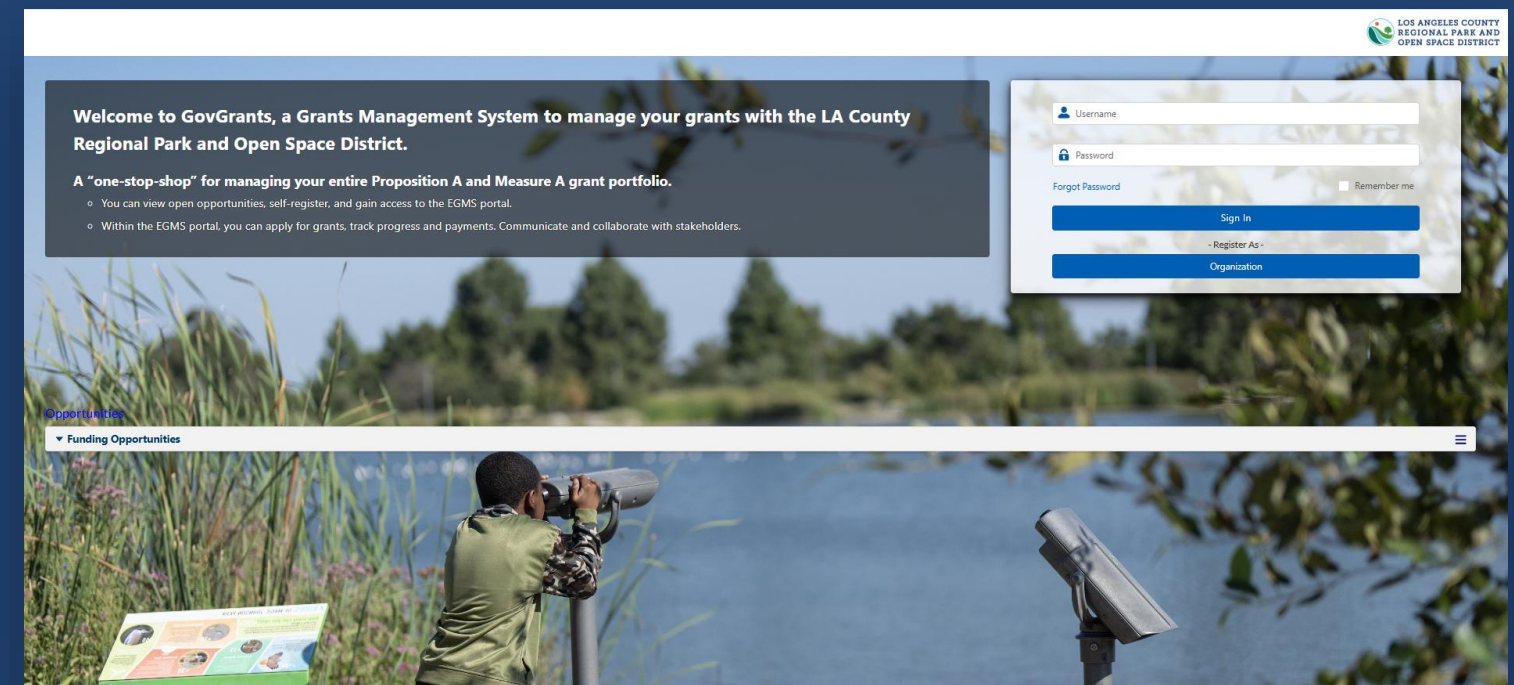 LOS ANGELES COUNTY
REGIONAL PARK AND
OPEN SPACE DISTRICT
Welcome to GovGrants, a Grants Management System to manage your grants with the LA County
Regional Park and Open Space District.
A “one-stop-shop” for managing your entire Proposition A and Measure A grant portfolio.
You can view open opportunities, self-register, and gain access to the EGMS portal.
Within the EGMS portal, you can apply for grants, track progress and payments. Communicate and collaborate with stakeholders.
Username
Password
Forgot Password
Remember me
Sign In
- Register As -
Organization
Opportunities
Funding Opportunities